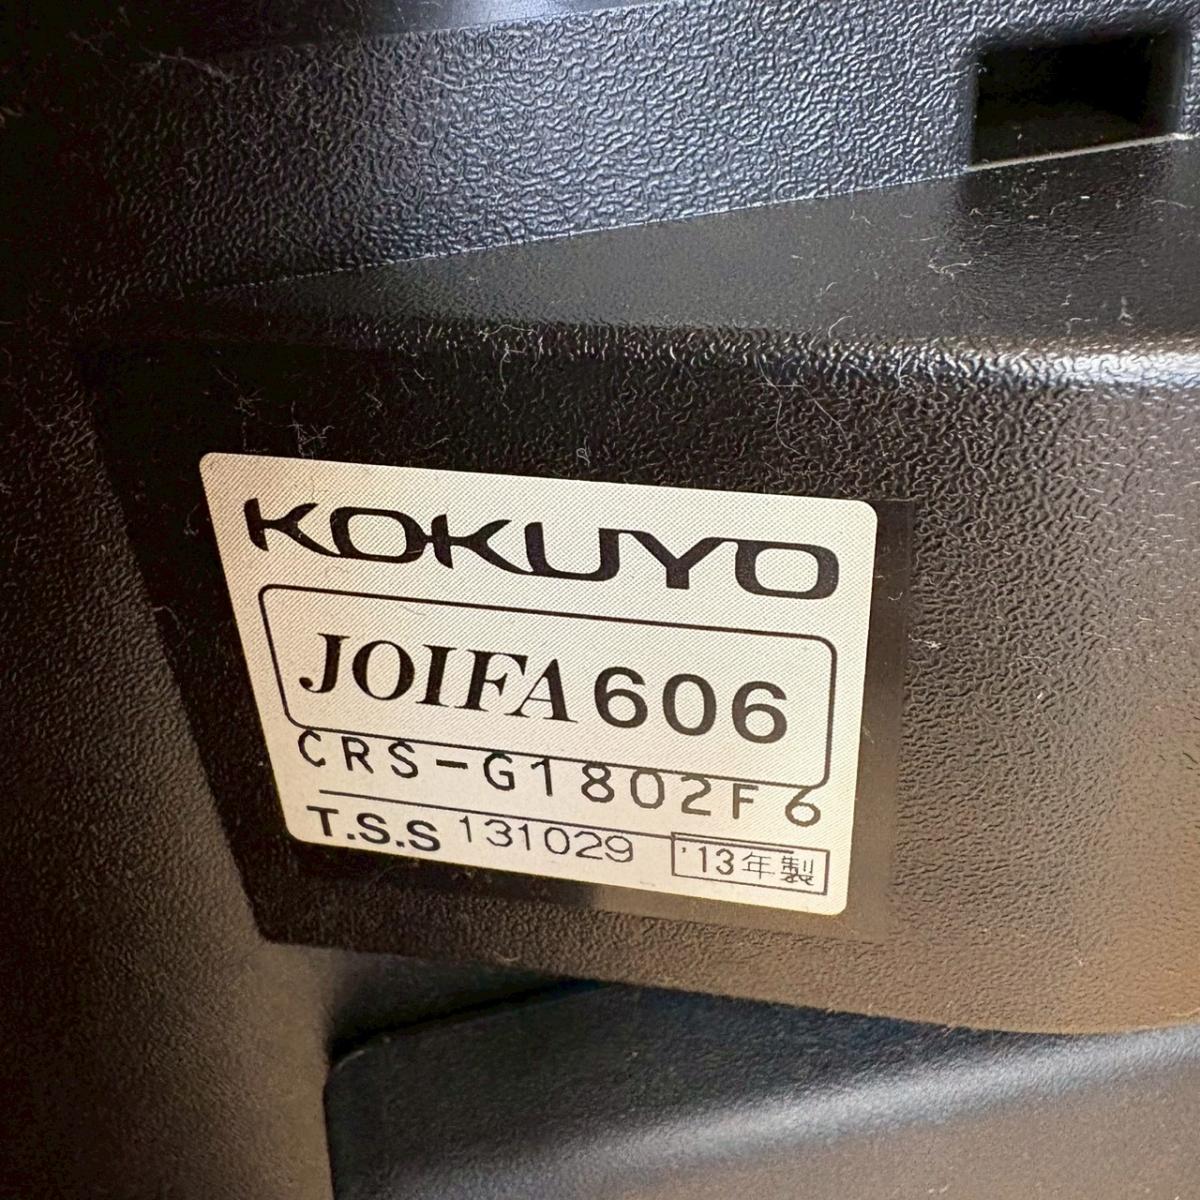 KOKUYO
JOIFA 606
CRS-G1802F6
T.S.S 131029 '13年製